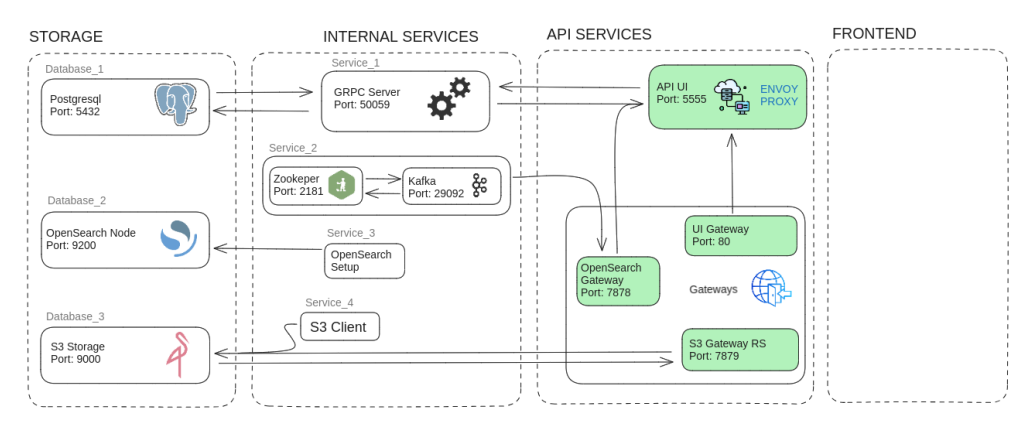 STORAGE
Database_1
Postgresql
Port: 5432
Database_2
OpenSearch Node
Port: 9200
Database_3
S3 Storage
Port: 9000
INTERNAL SERVICES
Service_1
GRPC Server
Port: 50059
Service_2
Zookeper
Port: 2181
Kafka
Port: 29092
Service_3
OpenSearch
Setup
Service_4
S3 Client
API SERVICES
API UI
Port: 5555
ENVOY
PROXY
UI Gateway
Port: 80
OpenSearch
Gateway
Port: 7878
Gateways
S3 Gateway RS
Port: 7879
FRONTEND